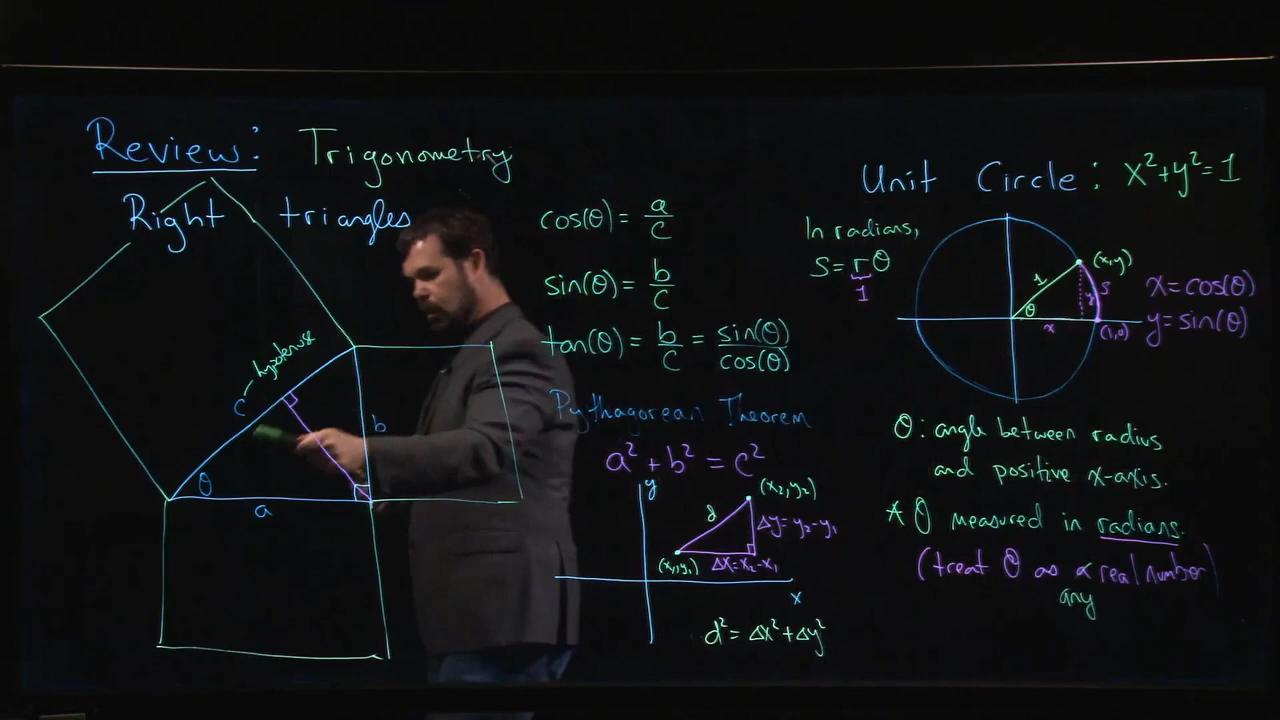 Review: Trigonometry
Right triangles
C
hypotenuse
b
θ
a
cos(θ) = a/c
sin(θ) = b/c
tan(θ) = b/c = sin(θ)/cos(θ)
Pythagorean Theorem
a² + b² = c²
y
(x₂,y₂)
d
Δy = y₂-y₁
(x₁,y₁)
Δx=x₂-x₁
x
d² = Δx² + Δy²
Unit Circle: x²+y²=1
In radians,
S = rθ
1
(x,y)
1
S
θ
y
x
(1,0)
x = cos(θ)
y = sin(θ)
θ: angle between radius
and positive x-axis.
* θ measured in radians.
(treat θ as a real number)
any